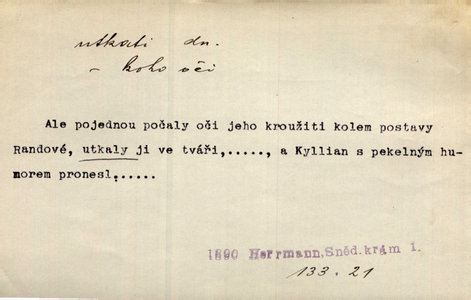 utkati dn.
- koho oči
Ale pojednou počaly oči jeho kroužiti kolem postavy
Randové, utkaly ji ve tváři,....., a Kyllian s pekelným hu-
morem pronesl......
1890 Herrmann,Sněd.krám 1.
133. 21